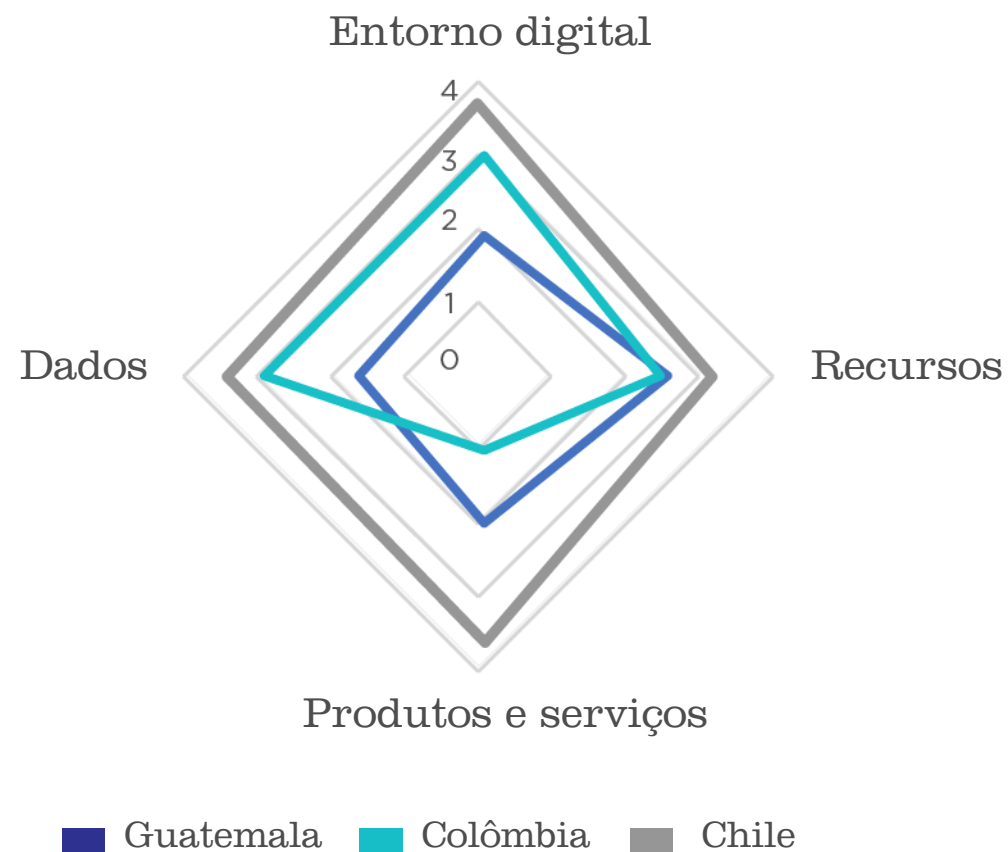 Entorno digital
4
3
2
1
0
Dados
Recursos
Produtos e serviços
Guatemala Colômbia Chile